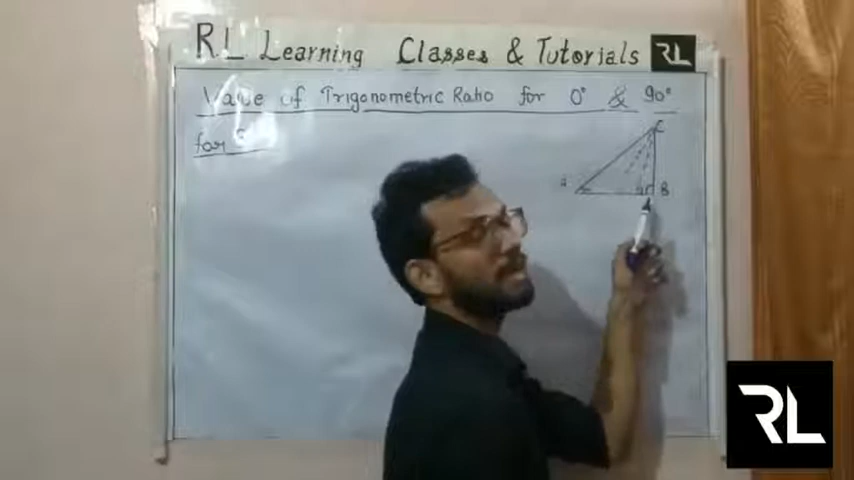 RL Learning Classes & Tutorials RL
Value of Trigonometric Ratio for 0° & 90°
for
C
B
A
RL